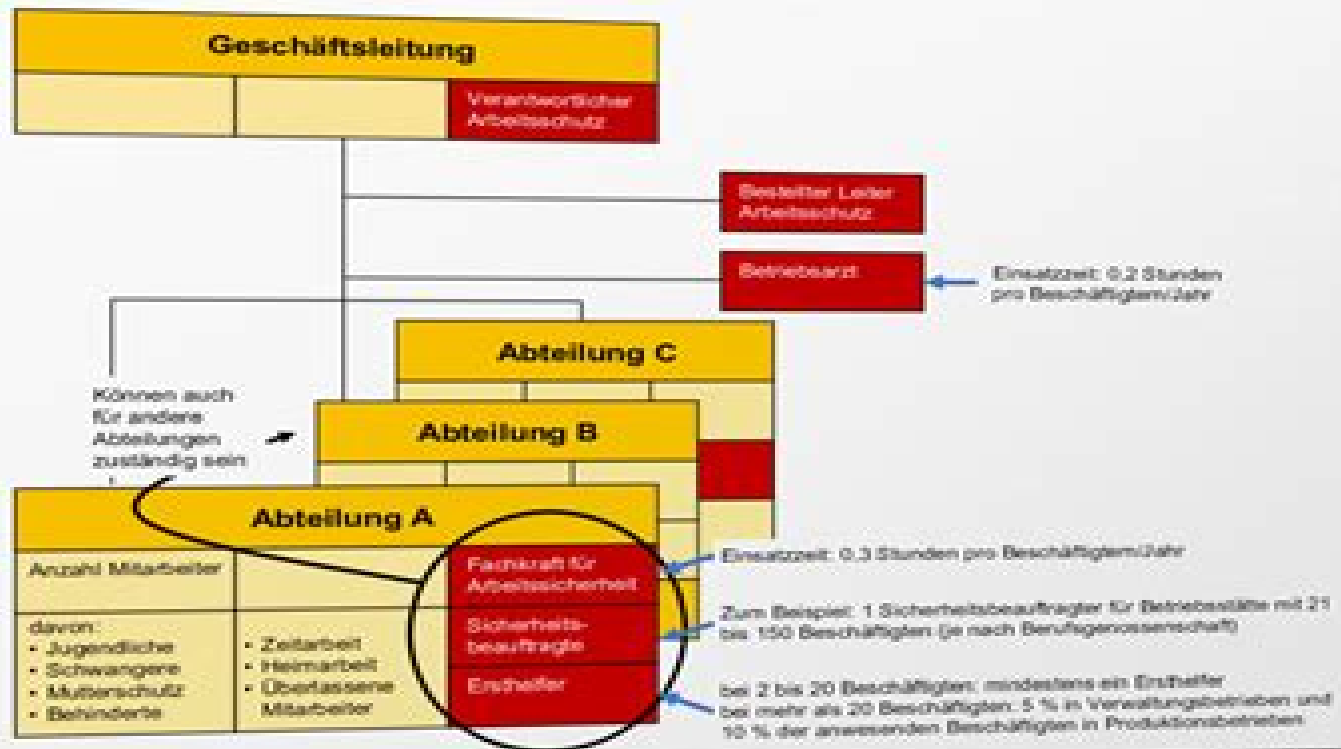 Geschäftsleitung
Verantwortlicher
Arbeitsschutz
Bestellter Leiter
Arbeitsschutz
Betriebsarzt
Einsatzzeit: 0,2 Stunden
pro Beschäftigtem/Jahr
Abteilung C
Können auch
für andere
Abteilungen
zuständig sein
Abteilung B
Abteilung A
Anzahl Mitarbeiter
Fachkraft für
Arbeitssicherheit
Einsatzzeit: 0,3 Stunden pro Beschäftigtem/Jahr
davon:
• Jugendliche
• Schwangere
• Mutterschutz
• Behinderte
• Zeitarbeit
• Heimarbeit
• Überlassene
Mitarbeiter
Sicherheits-
beauftragte
Zum Beispiel: 1 Sicherheitsbeauftragter für Betriebsstätte mit 21
bis 150 Beschäftigten (je nach Berufsgenossenschaft)
Ersthelfer
bei 2 bis 20 Beschäftigten: mindestens ein Ersthelfer
bei mehr als 20 Beschäftigten: 5 % in Verwaltungsbetrieben und
10 % der anwesenden Beschäftigten in Produktionsbetrieben